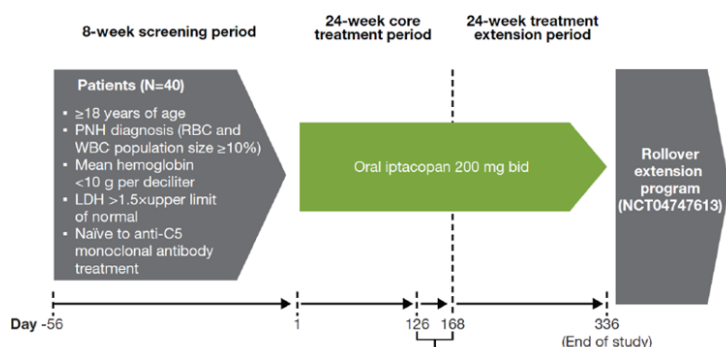 8-week screening period
24-week core
treatment period
24-week treatment
extension period
Patients (N=40)
▪ ≥18 years of age
▪ PNH diagnosis (RBC and
WBC population size ≥10%)
▪ Mean hemoglobin
<10 g per deciliter
▪ LDH >1.5×upper limit
of normal
▪ Naïve to anti-C5
monoclonal antibody
treatment
Oral iptacopan 200 mg bid
Rollover
extension
program
(NCT04747613)
Day -56
1
126
168
336
(End of study)